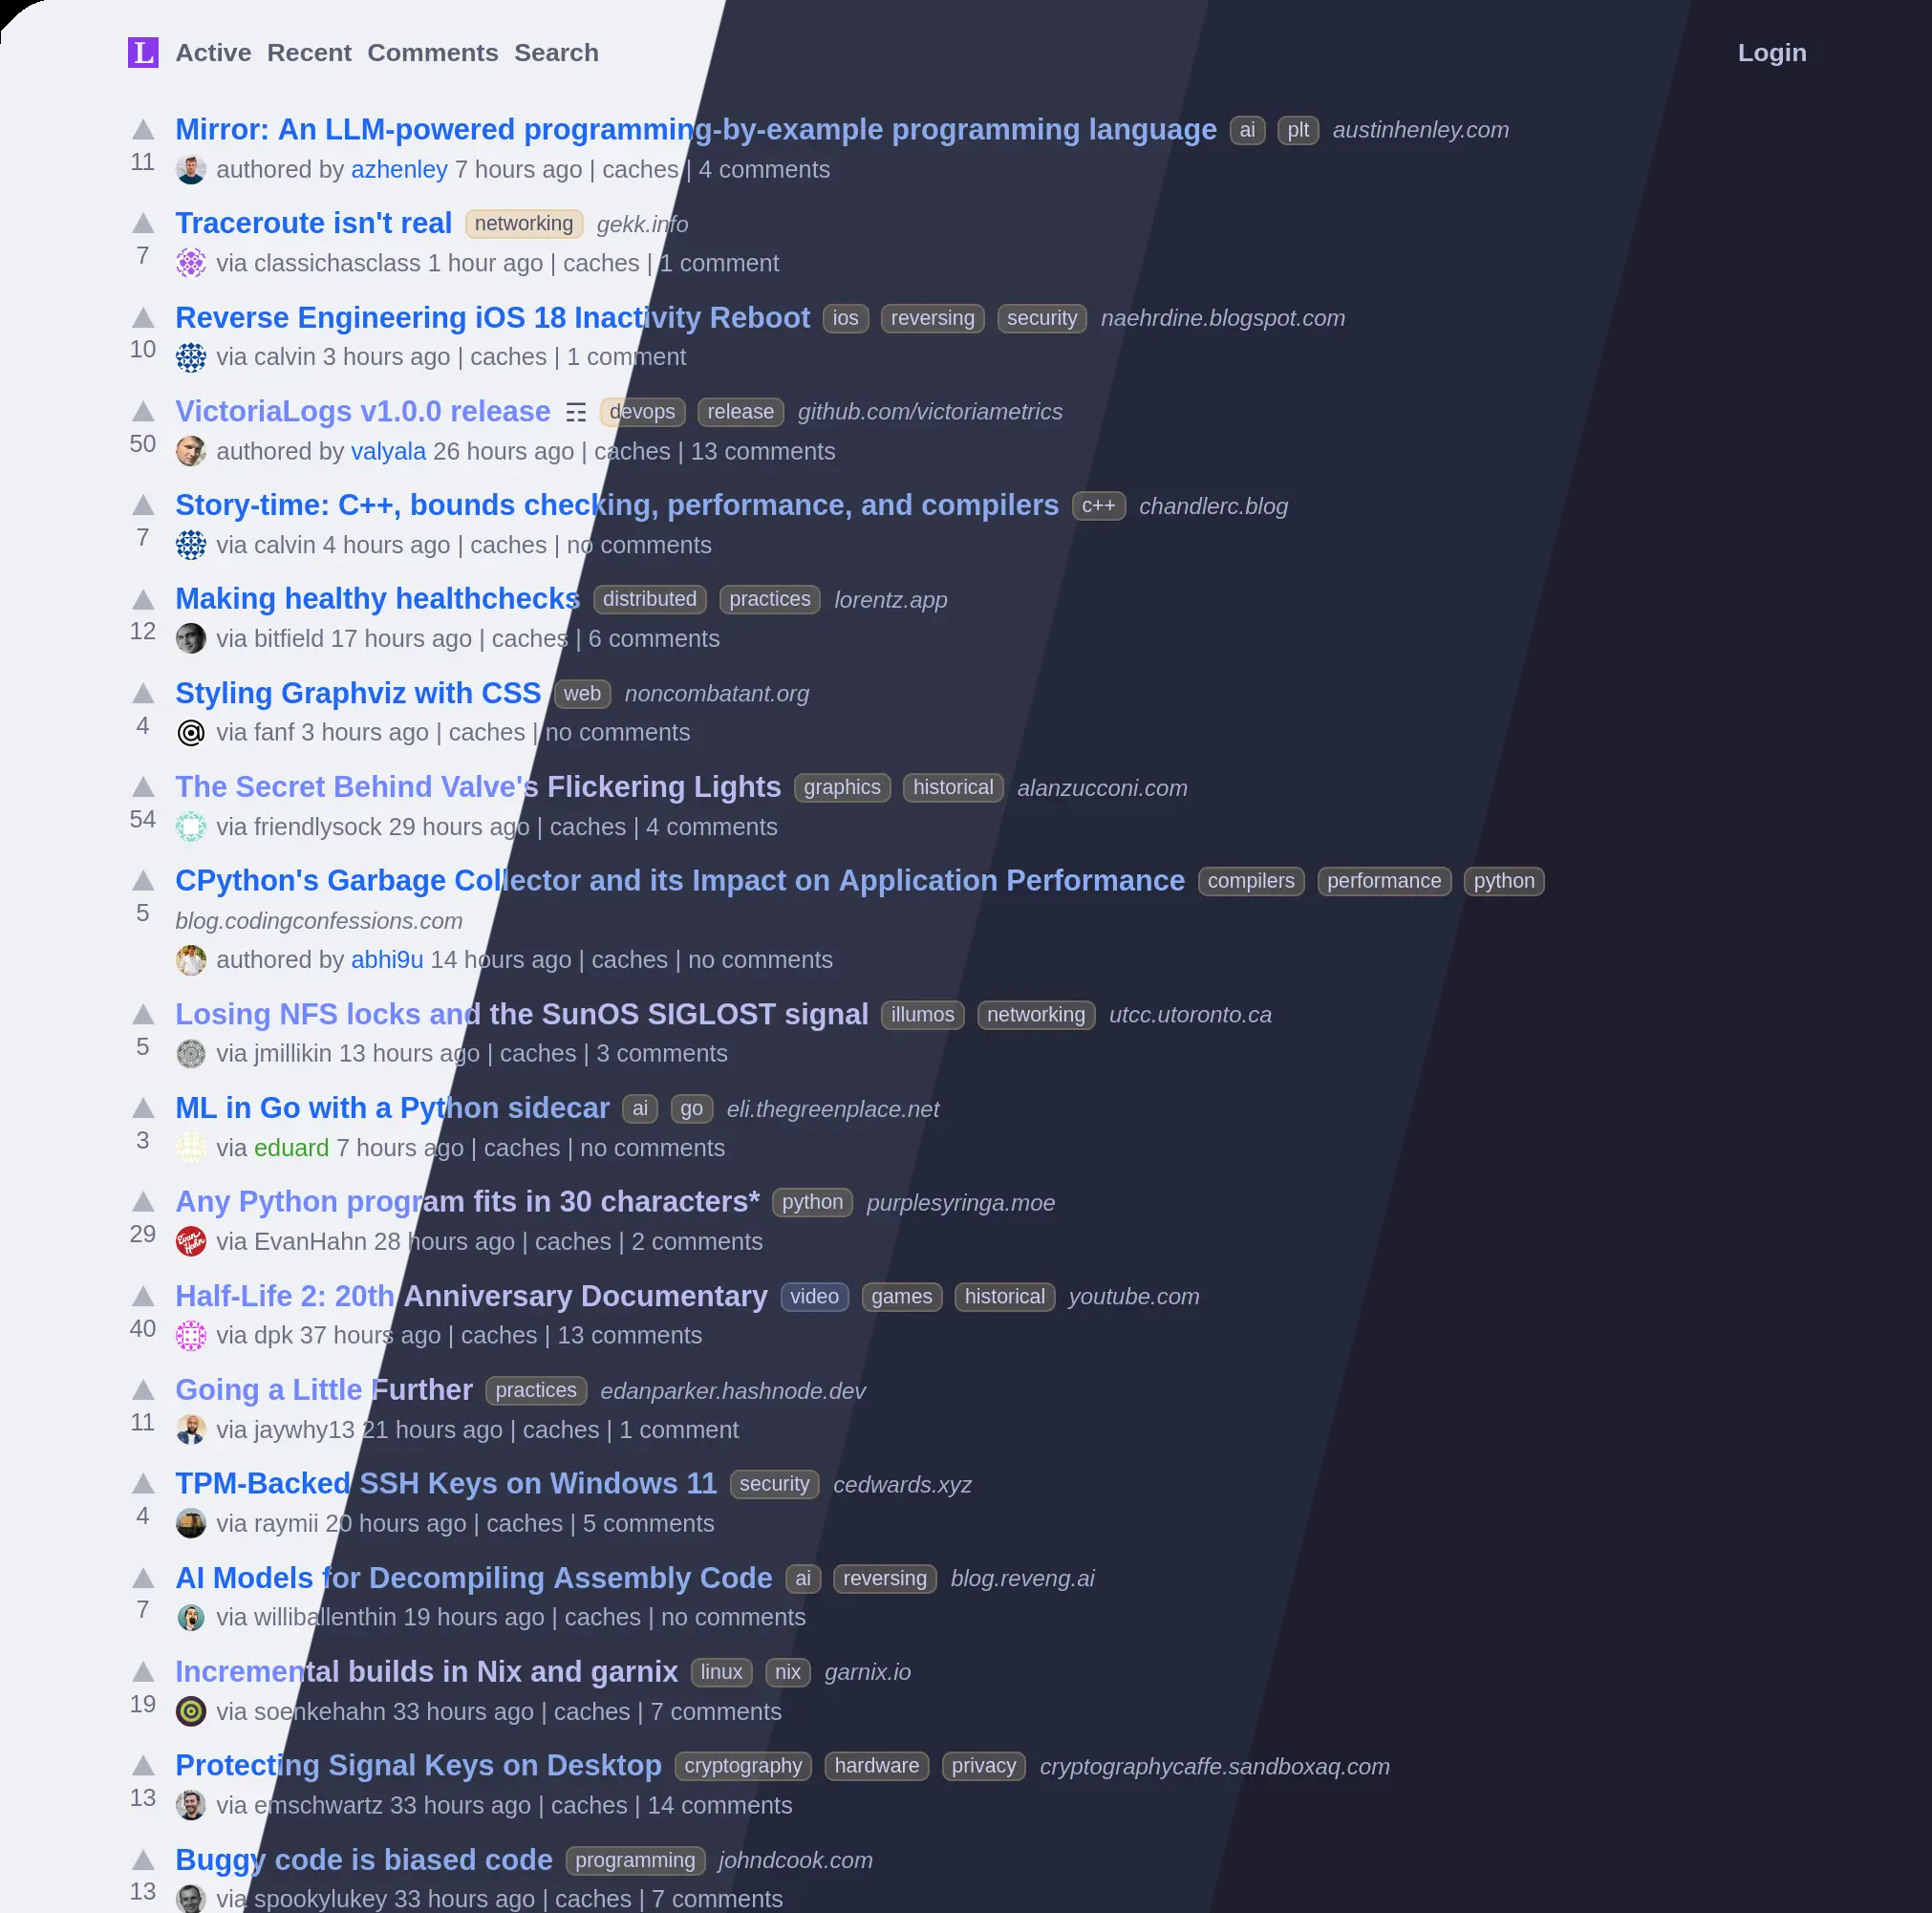 L Active Recent Comments Search Login
Mirror: An LLM-powered programming-by-example programming language ai plt austinhenley.com
11 authored by azhenley 7 hours ago | caches | 4 comments
Traceroute isn't real networking gekk.info
7 via classichasclass 1 hour ago | caches | 1 comment
Reverse Engineering iOS 18 Inactivity Reboot ios reversing security naehrdine.blogspot.com
10 via calvin 3 hours ago | caches | 1 comment
VictoriaLogs v1.0.0 release ☶ devops release github.com/victoriametrics
50 authored by valyala 26 hours ago | caches | 13 comments
Story-time: C++, bounds checking, performance, and compilers c++ chandlerc.blog
7 via calvin 4 hours ago | caches | no comments
Making healthy healthchecks distributed practices lorentz.app
12 via bitfield 17 hours ago | caches | 6 comments
Styling Graphviz with CSS web noncombatant.org
4 via fanf 3 hours ago | caches | no comments
The Secret Behind Valve's Flickering Lights graphics historical alanzucconi.com
54 via friendlysock 29 hours ago | caches | 4 comments
CPython's Garbage Collector and its Impact on Application Performance compilers performance python
5 blog.codingconfessions.com
authored by abhi9u 14 hours ago | caches | no comments
Losing NFS locks and the SunOS SIGLOST signal illumos networking utcc.utoronto.ca
5 via jmillikin 13 hours ago | caches | 3 comments
ML in Go with a Python sidecar ai go eli.thegreenplace.net
3 via eduard 7 hours ago | caches | no comments
Any Python program fits in 30 characters* python purplesyringa.moe
29 via EvanHahn 28 hours ago | caches | 2 comments
Half-Life 2: 20th Anniversary Documentary video games historical youtube.com
40 via dpk 37 hours ago | caches | 13 comments
Going a Little Further practices edanparker.hashnode.dev
11 via jaywhy13 21 hours ago | caches | 1 comment
TPM-Backed SSH Keys on Windows 11 security cedwards.xyz
4 via raymii 20 hours ago | caches | 5 comments
AI Models for Decompiling Assembly Code ai reversing blog.reveng.ai
7 via williballenthin 19 hours ago | caches | no comments
Incremental builds in Nix and garnix linux nix garnix.io
19 via soenkehahn 33 hours ago | caches | 7 comments
Protecting Signal Keys on Desktop cryptography hardware privacy cryptographycaffe.sandboxaq.com
13 via emschwartz 33 hours ago | caches | 14 comments
Buggy code is biased code programming johndcook.com
13 via spookylukey 33 hours ago | caches | 7 comments